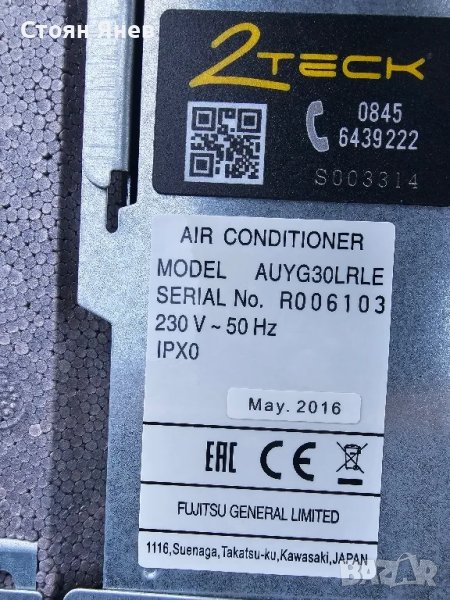 Стоян Янев
2TECK
0845
6439222
S003314
AIR CONDITIONER
MODEL AUYG30LRLE
SERIAL No. R006103
230 V ~ 50 Hz
IPX0
May. 2016
EAC CE
FUJITSU GENERAL LIMITED
1116,Suenaga,Takatsu-ku,Kawasaki,JAPAN
BAZAR